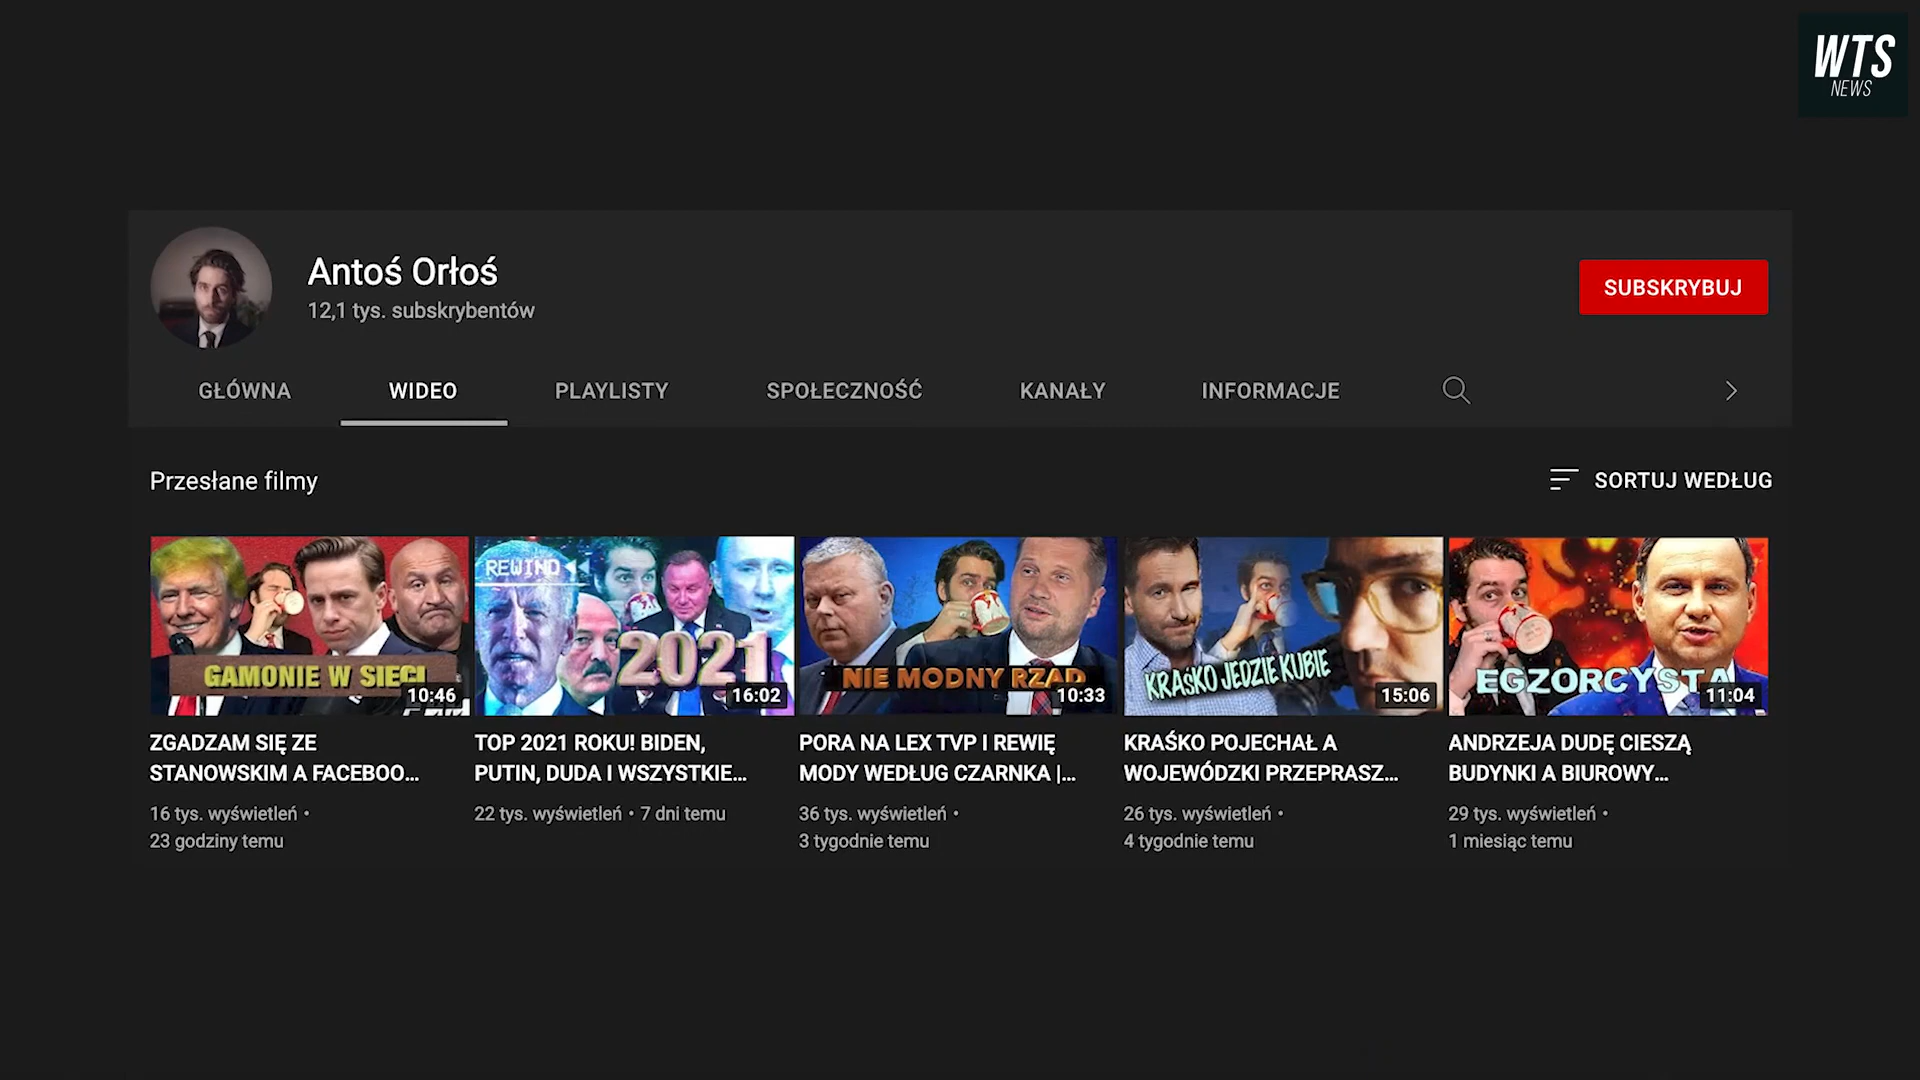 WTS
NEWS
Antoś Orłoś
12,1 tys. subskrybentów
SUBSKRYBUJ
GŁÓWNA
WIDEO
PLAYLISTY
SPOŁECZNOŚĆ
KANAŁY
INFORMACJE
Przesłane filmy
SORTUJ WEDŁUG
GAMONIE W SIECI
10:46
REWIND
2021
16:02
NIE MODNY RZĄD
10:33
KRAŚKO JEDZIE KUBIE
15:06
EGZORCYSTA
11:04
ZGADZAM SIĘ ZE
STANOWSKIM A FACEBOO...
16 tys. wyświetleń •
23 godziny temu
TOP 2021 ROKU! BIDEN,
PUTIN, DUDA I WSZYSTKIE...
22 tys. wyświetleń • 7 dni temu
PORA NA LEX TVP I REWIĘ
MODY WEDŁUG CZARNKA |...
36 tys. wyświetleń •
3 tygodnie temu
KRAŚKO POJECHAŁ A
WOJEWÓDZKI PRZEPRASZ...
26 tys. wyświetleń •
4 tygodnie temu
ANDRZEJA DUDĘ CIESZĄ
BUDYNKI A BIUROWY...
29 tys. wyświetleń •
1 miesiąc temu